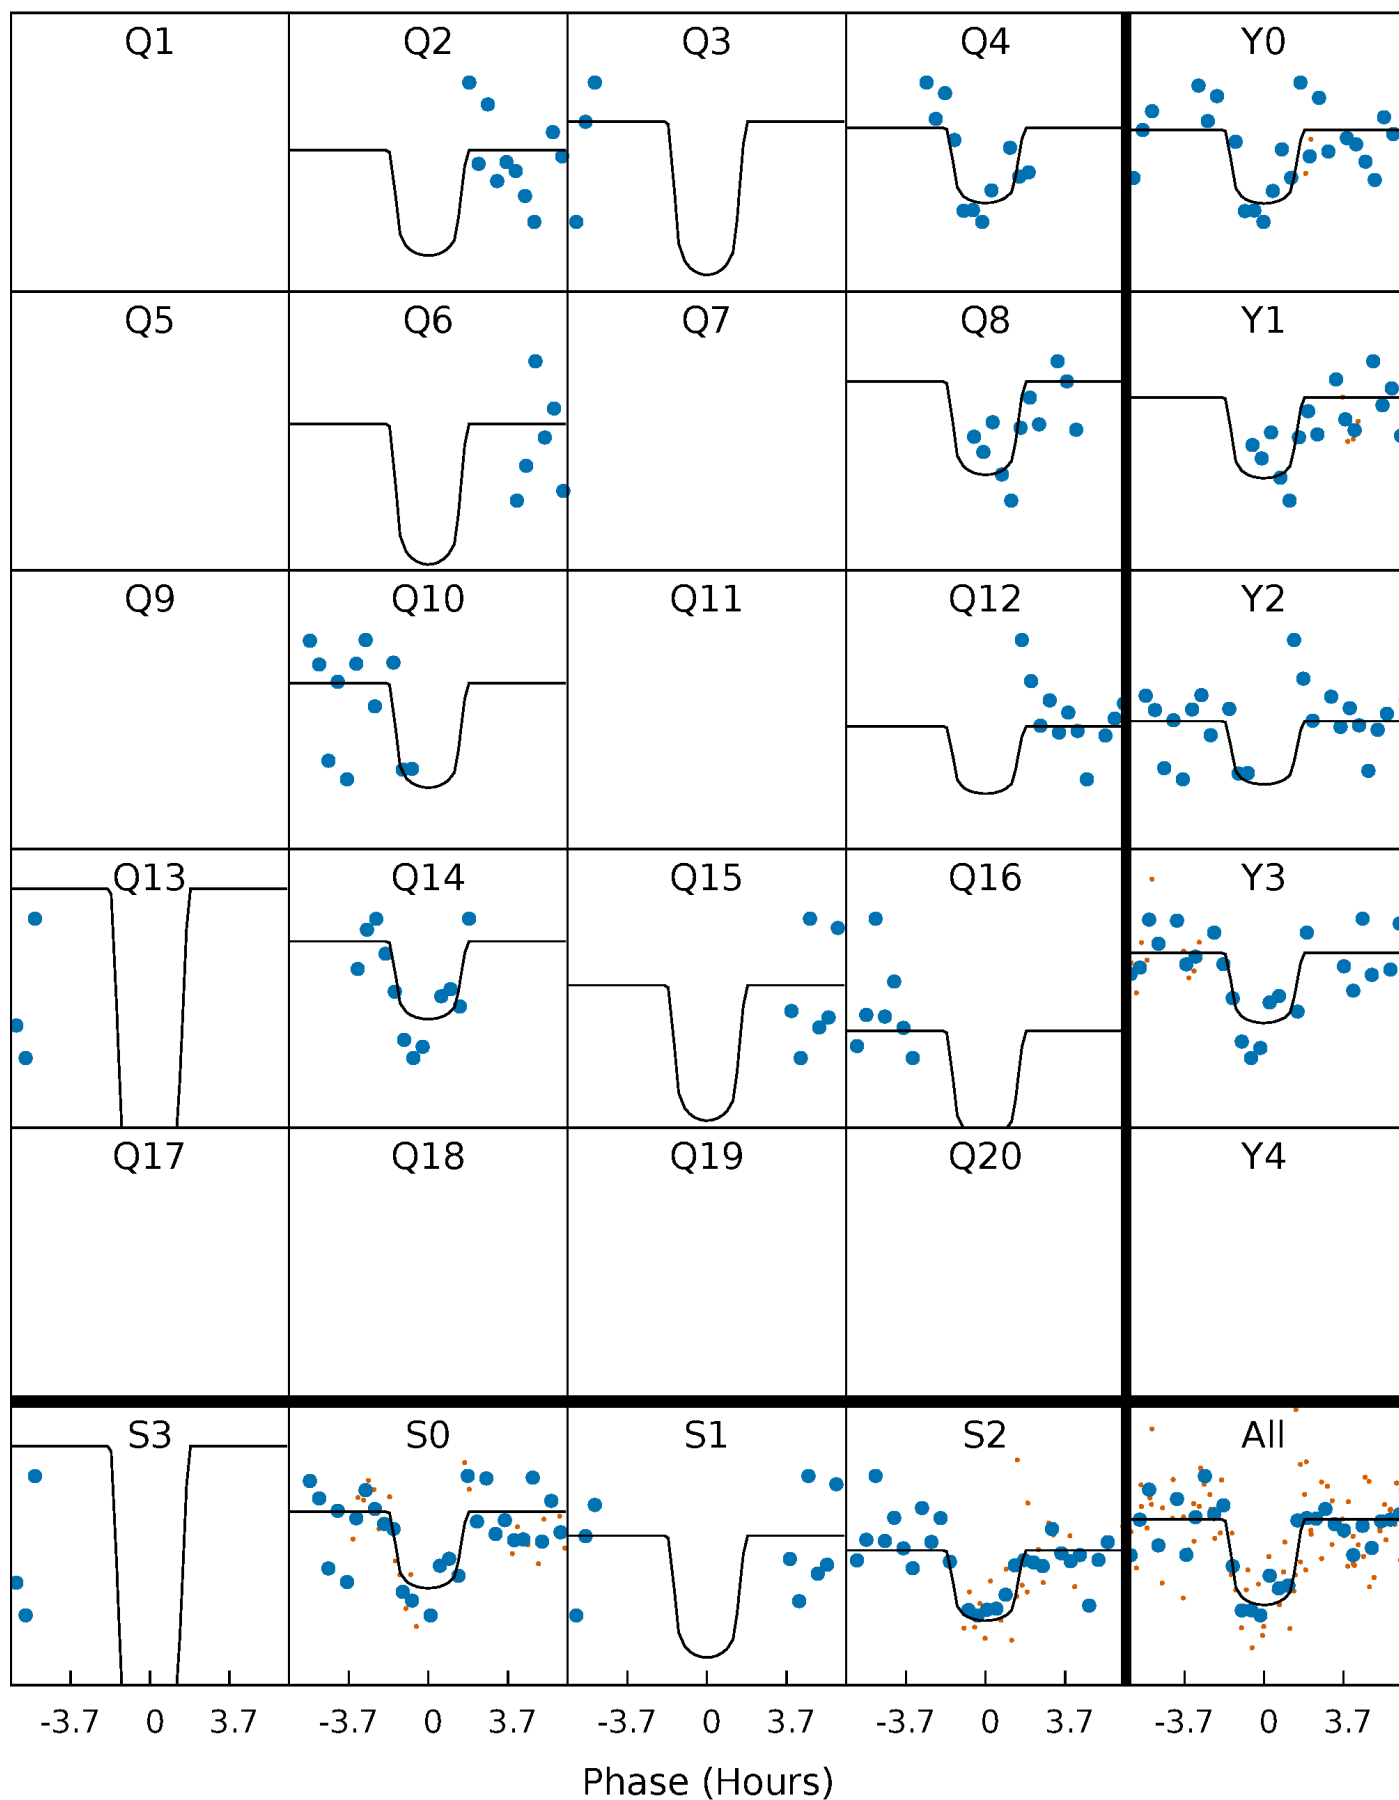 Q1 Q2 Q3 Q4 Y0
Q5 Q6 Q7 Q8 Y1
Q9 Q10 Q11 Q12 Y2
Q13 Q14 Q15 Q16 Y3
Q17 Q18 Q19 Q20 Y4
S3 S0 S1 S2 All
-3.7 0 3.7 -3.7 0 3.7 -3.7 0 3.7 -3.7 0 3.7 -3.7 0 3.7
Phase (Hours)